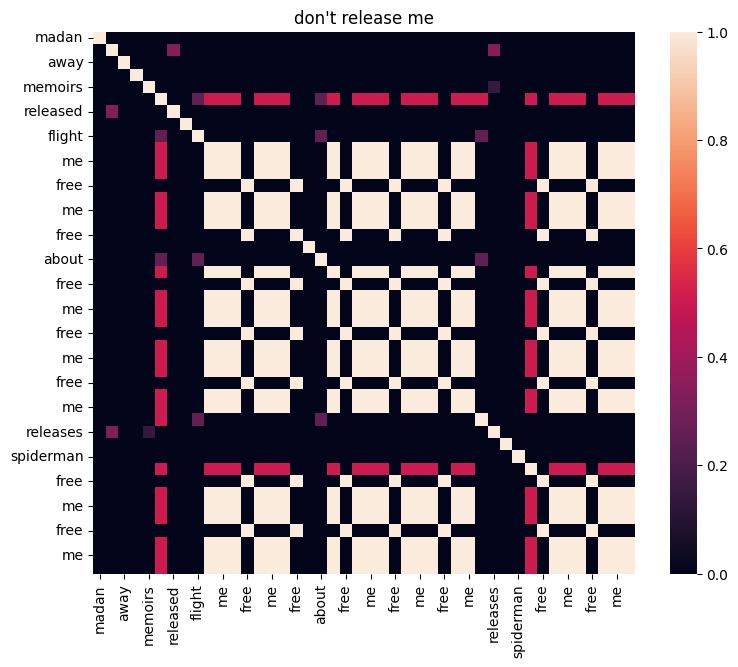 don't release me
madan
away
memoirs
released
flight
me
free
me
free
about
free
me
free
me
free
me
releases
spiderman
free
me
free
me
1.0
0.8
0.6
0.4
0.2
0.0
madan
away
memoirs
released
flight
me
free
me
free
about
free
me
free
me
free
me
releases
spiderman
free
me
free
me